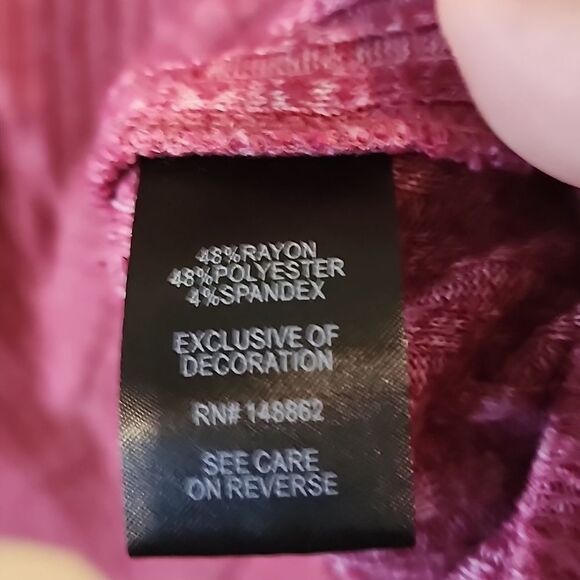 48%RAYON
48%POLYESTER
4%SPANDEX
EXCLUSIVE OF
DECORATION
RN# 148862
SEE CARE
ON REVERSE